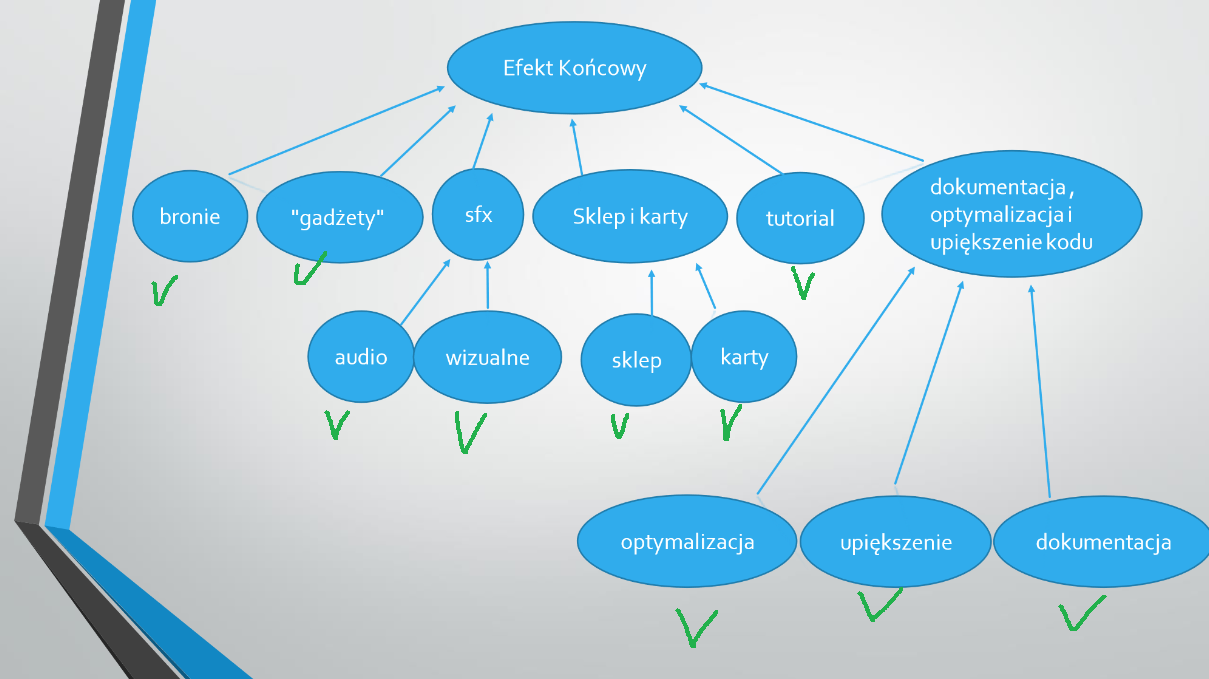 Efekt Końcowy
bronie
"gadżety"
sfx
Sklep i karty
tutorial
dokumentacja,
optymalizacja i
upiększenie kodu
audio
wizualne
sklep
karty
optymalizacja
upiększenie
dokumentacja